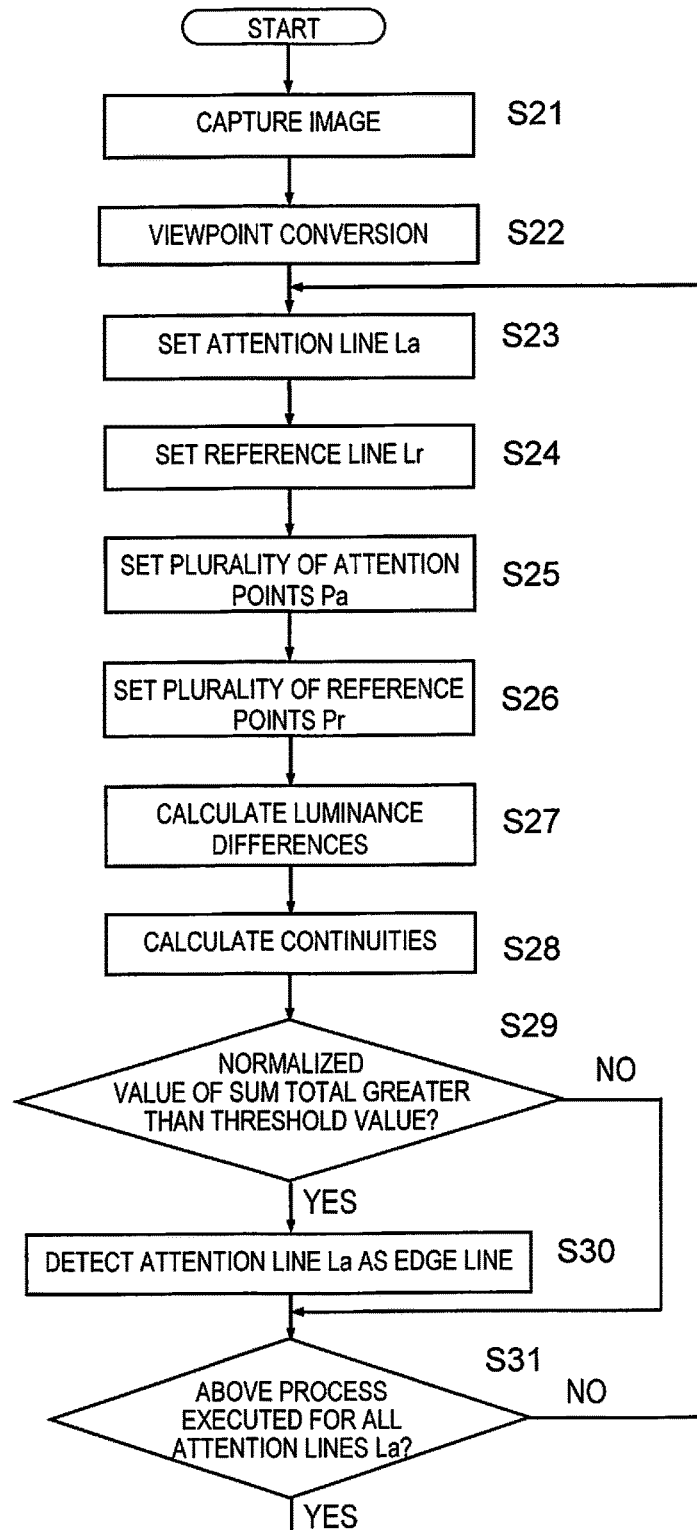 START
CAPTURE IMAGE
S21
VIEWPOINT CONVERSION
S22
SET ATTENTION LINE La
S23
SET REFERENCE LINE Lr
S24
SET PLURALITY OF ATTENTION
POINTS Pa
S25
SET PLURALITY OF REFERENCE
POINTS Pr
S26
CALCULATE LUMINANCE
DIFFERENCES
S27
CALCULATE CONTINUITIES
S28
S29
NORMALIZED
VALUE OF SUM TOTAL GREATER
THAN THRESHOLD VALUE?
NO
YES
DETECT ATTENTION LINE La AS EDGE LINE
S30
S31
ABOVE PROCESS
EXECUTED FOR ALL
ATTENTION LINES La?
NO
YES